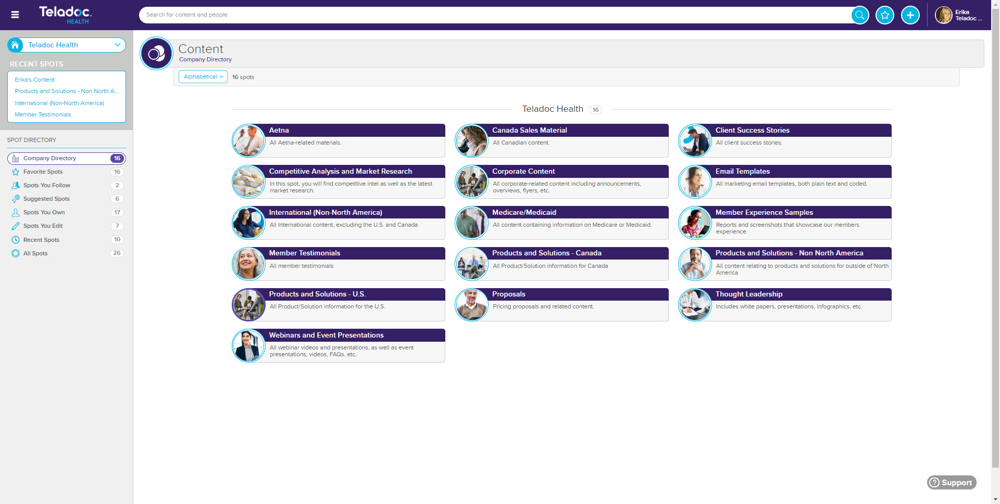 Teladoc
HEALTH
Search for content and people
Erika
Teladoc ...
Teladoc Health
RECENT SPOTS
Erika's Content
Products and Solutions - Non North A...
International (Non-North America)
Member Testimonials
SPOT DIRECTORY
Company Directory 16
Favorite Spots 16
Spots You Follow 2
Suggested Spots 6
Spots You Own 17
Spots You Edit 7
Recent Spots 10
All Spots 26
Content
Company Directory
Alphabetical 16 spots
Teladoc Health 16
Aetna
All Aetna-related materials.
Canada Sales Material
All Canadian content.
Client Success Stories
All client success stories.
Competitive Analysis and Market Research
In this spot, you will find competitive intel as well as the latest
market research.
Corporate Content
All corporate-related content including announcements,
overviews, flyers, etc.
Email Templates
All marketing email templates, both plain text and coded.
International (Non-North America)
All International content, excluding the U.S. and Canada
Medicare/Medicaid
All content containing information on Medicare or Medicaid.
Member Experience Samples
Reports and screenshots that showcase our members
experience.
Member Testimonials
All member testimonials
Products and Solutions - Canada
All Product/Solution information for Canada
Products and Solutions - Non North America
All content relating to products and solutions for outside of North
America
Products and Solutions - U.S.
All Product/Solution information for the U.S.
Proposals
Pricing proposals and related content.
Thought Leadership
Includes white papers, presentations, infographics, etc.
Webinars and Event Presentations
All webinar videos and presentations, as well as event
presentations, videos, FAQs, etc.
? Support